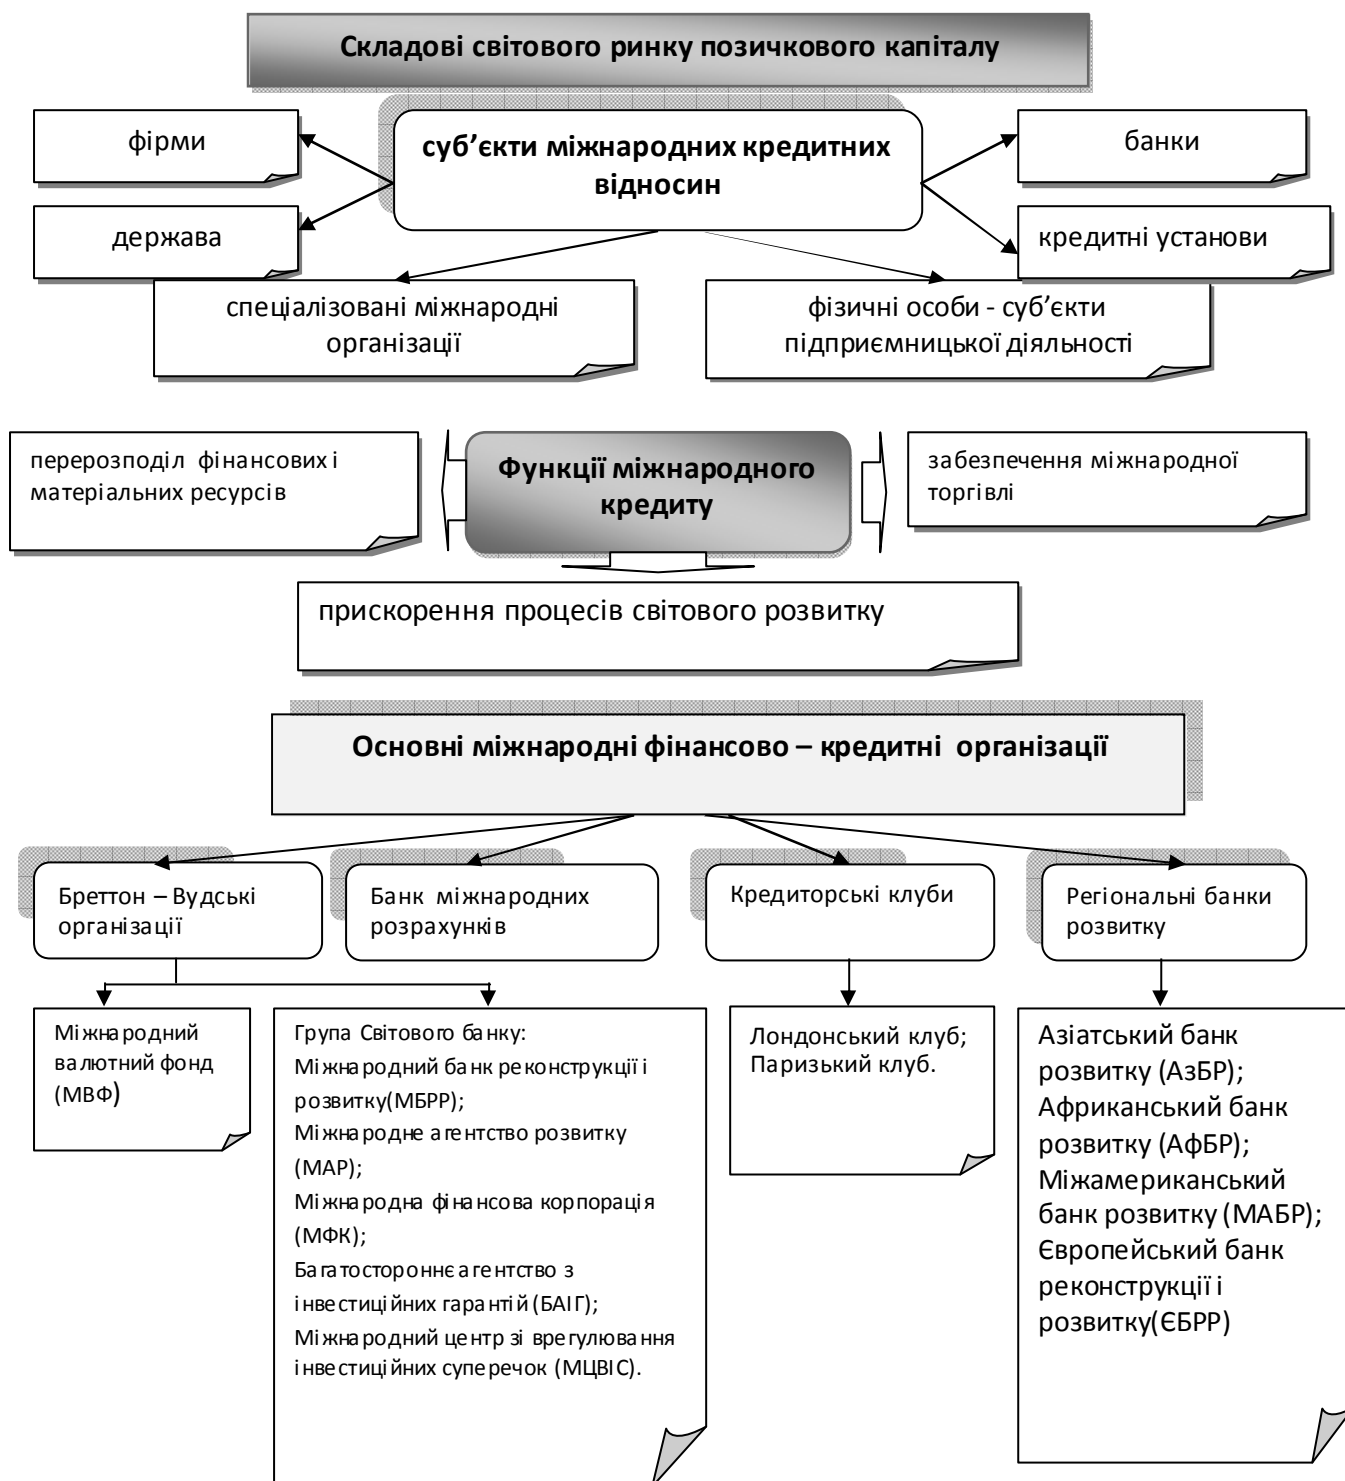 Складові світового ринку позичкового капіталу
фірми
суб’єкти міжнародних кредитних
відносин
банки
держава
кредитні установи
спеціалізовані міжнародні
організації
фізичні особи - суб’єкти
підприємницької діяльності
перерозподіл фінансових і
матеріальних ресурсів
Функції міжнародного
кредиту
забезпечення міжнародної
торгівлі
прискорення процесів світового розвитку
Основні міжнародні фінансово – кредитні організації
Бреттон – Вудські
організації
Банк міжнародних
розрахунків
Кредиторські клуби
Регіональні банки
розвитку
Міжнародний
валютний фонд
(МВФ)
Група Світового банку:
Міжнародний банк реконструкції і
розвитку(МБРР);
Міжнародне агентство розвитку
(МАР);
Міжнародна фінансова корпорація
(МФК);
Багатостороннє агентство з
інвестиційних гарантій (БАІГ);
Міжнародний центр зі врегулювання
інвестиційних суперечок (МЦВІС).
Лондонський клуб;
Паризький клуб.
Азіатський банк
розвитку (АзБР);
Африканський банк
розвитку (АфБР);
Міжамериканський
банк розвитку (МАБР);
Європейський банк
реконструкції і
розвитку(ЄБРР)